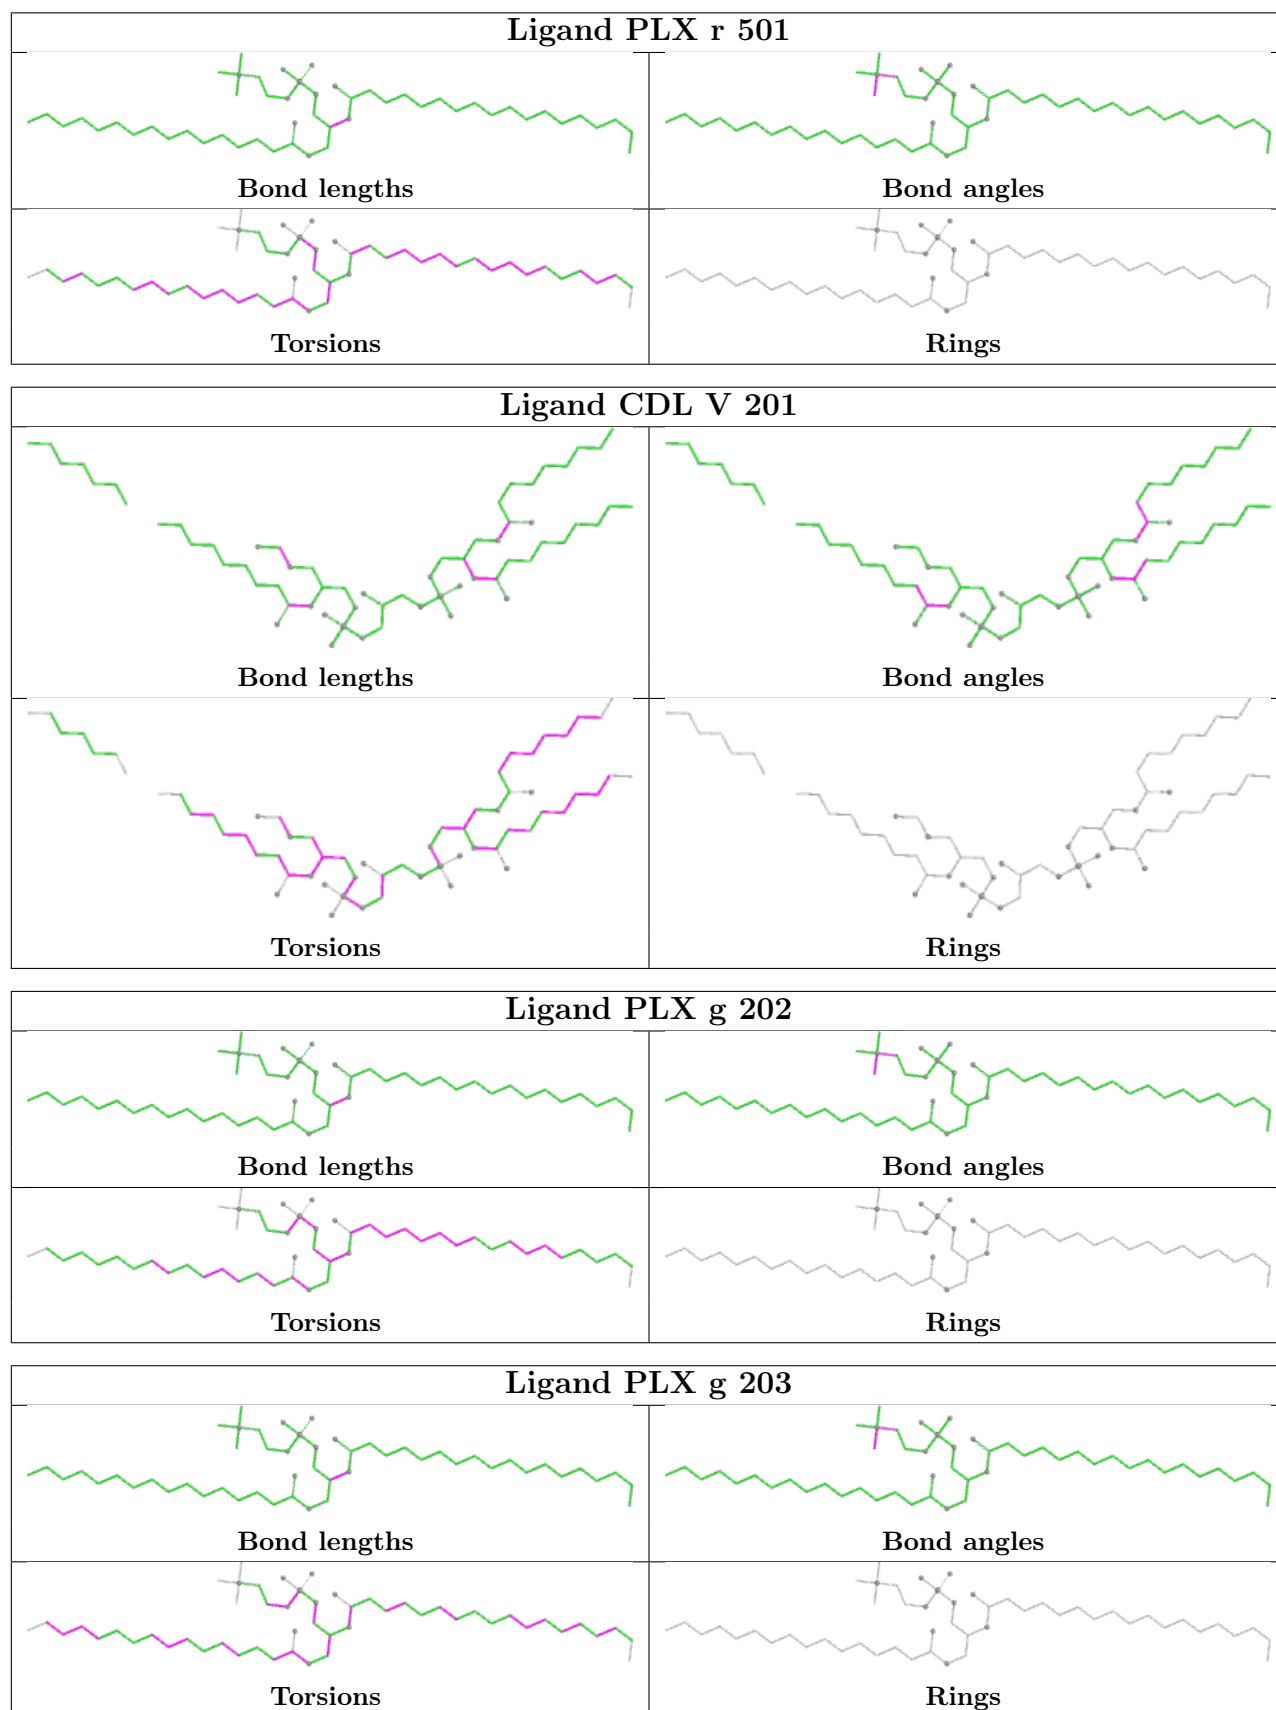 Ligand PLX r 501
Bond lengths
Bond angles
Torsions
Rings
Ligand CDL V 201
Bond lengths
Bond angles
Torsions
Rings
Ligand PLX g 202
Bond lengths
Bond angles
Torsions
Rings
Ligand PLX g 203
Bond lengths
Bond angles
Torsions
Rings